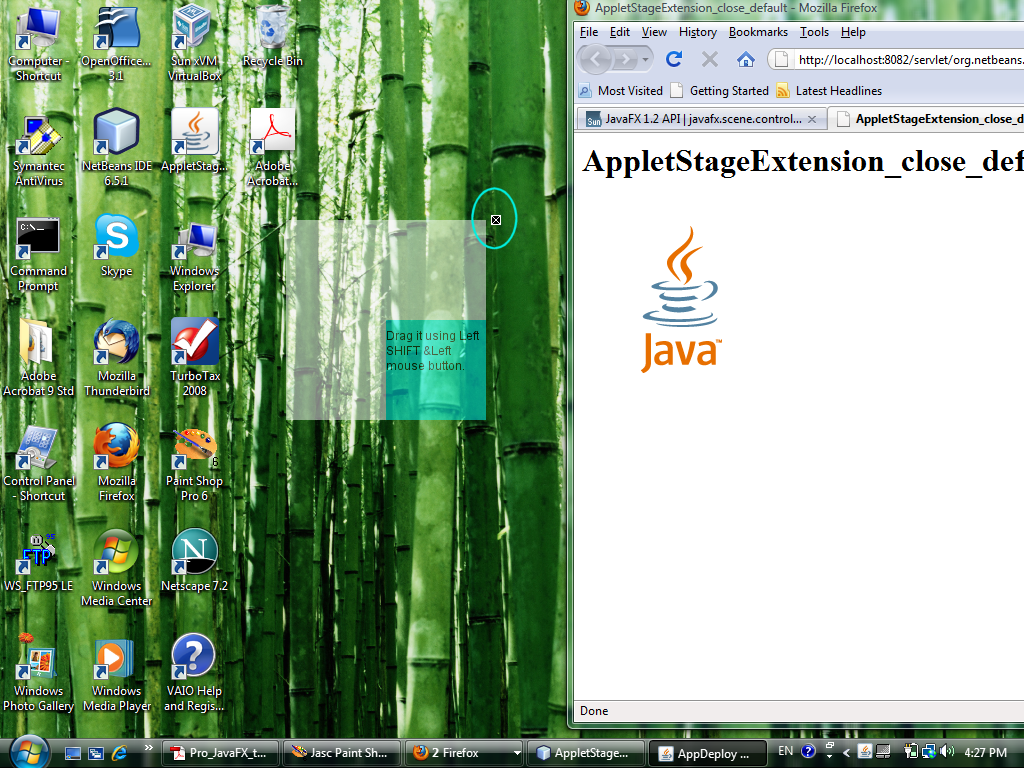 Computer -
Shortcut
OpenOffice...
3.1
Sun xVM
VirtualBox
Recycle Bin
Symantec
AntiVirus
NetBeans IDE
6.5.1
AppletStag...
Adobe
Acrobat...
C:\_
Command
Prompt
Skype
Windows
Explorer
Adobe
Acrobat 9 Std
Mozilla
Thunderbird
TurboTax
2008
Control Panel
- Shortcut
Mozilla
Firefox
6
Paint Shop
Pro 6
95
FTP
WS_FTP95 LE
Windows
Media Center
N
Netscape 7.2
Windows
Photo Gallery
Windows
Media Player
VAIO Help
and Regis...
Drag it using Left
SHIFT &Left
mouse button.
AppletStageExtension_close_default - Mozilla Firefox
File Edit View History Bookmarks Tools Help
http://localhost:8082/servlet/org.netbeans.
Most Visited Getting Started Latest Headlines
Sun JavaFX 1.2 API | javafx.scene.control... AppletStageExtension_close_d
AppletStageExtension_close_def
Java™
Done
Pro_JavaFX_t... Jasc Paint Sh... 2 Firefox AppletStage... AppDeploy ... EN 4:27 PM